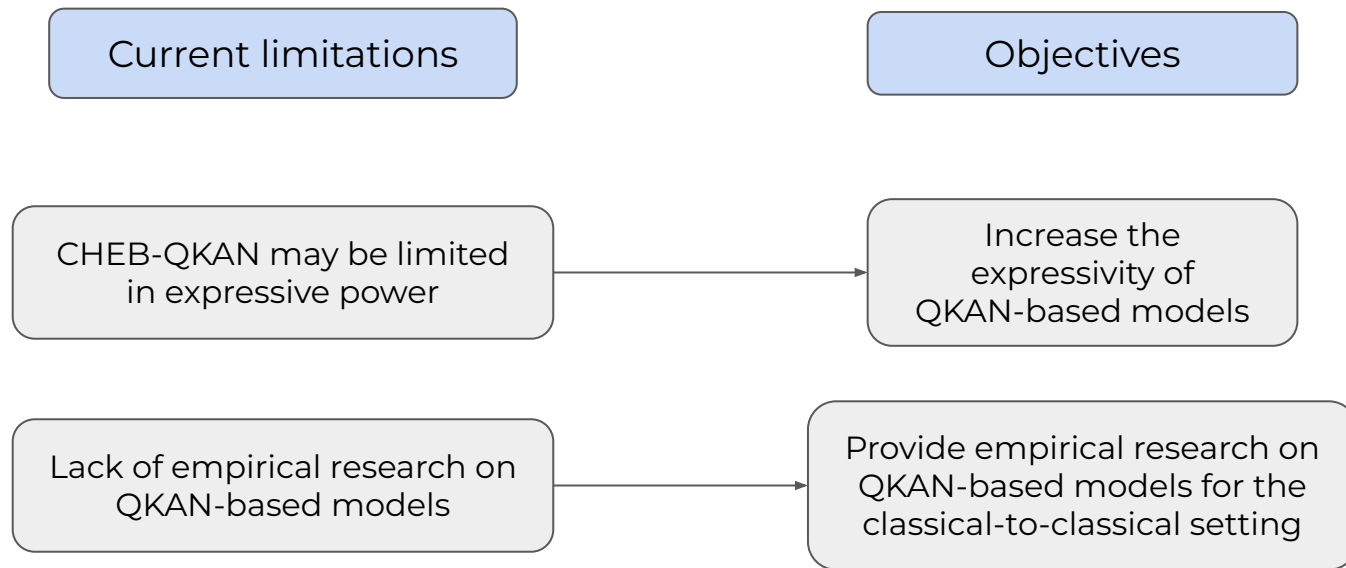 Current limitations
Objectives
CHEB-QKAN may be limited
in expressive power
Increase the
expressivity of
QKAN-based models
Lack of empirical research on
QKAN-based models
Provide empirical research on
QKAN-based models for the
classical-to-classical setting